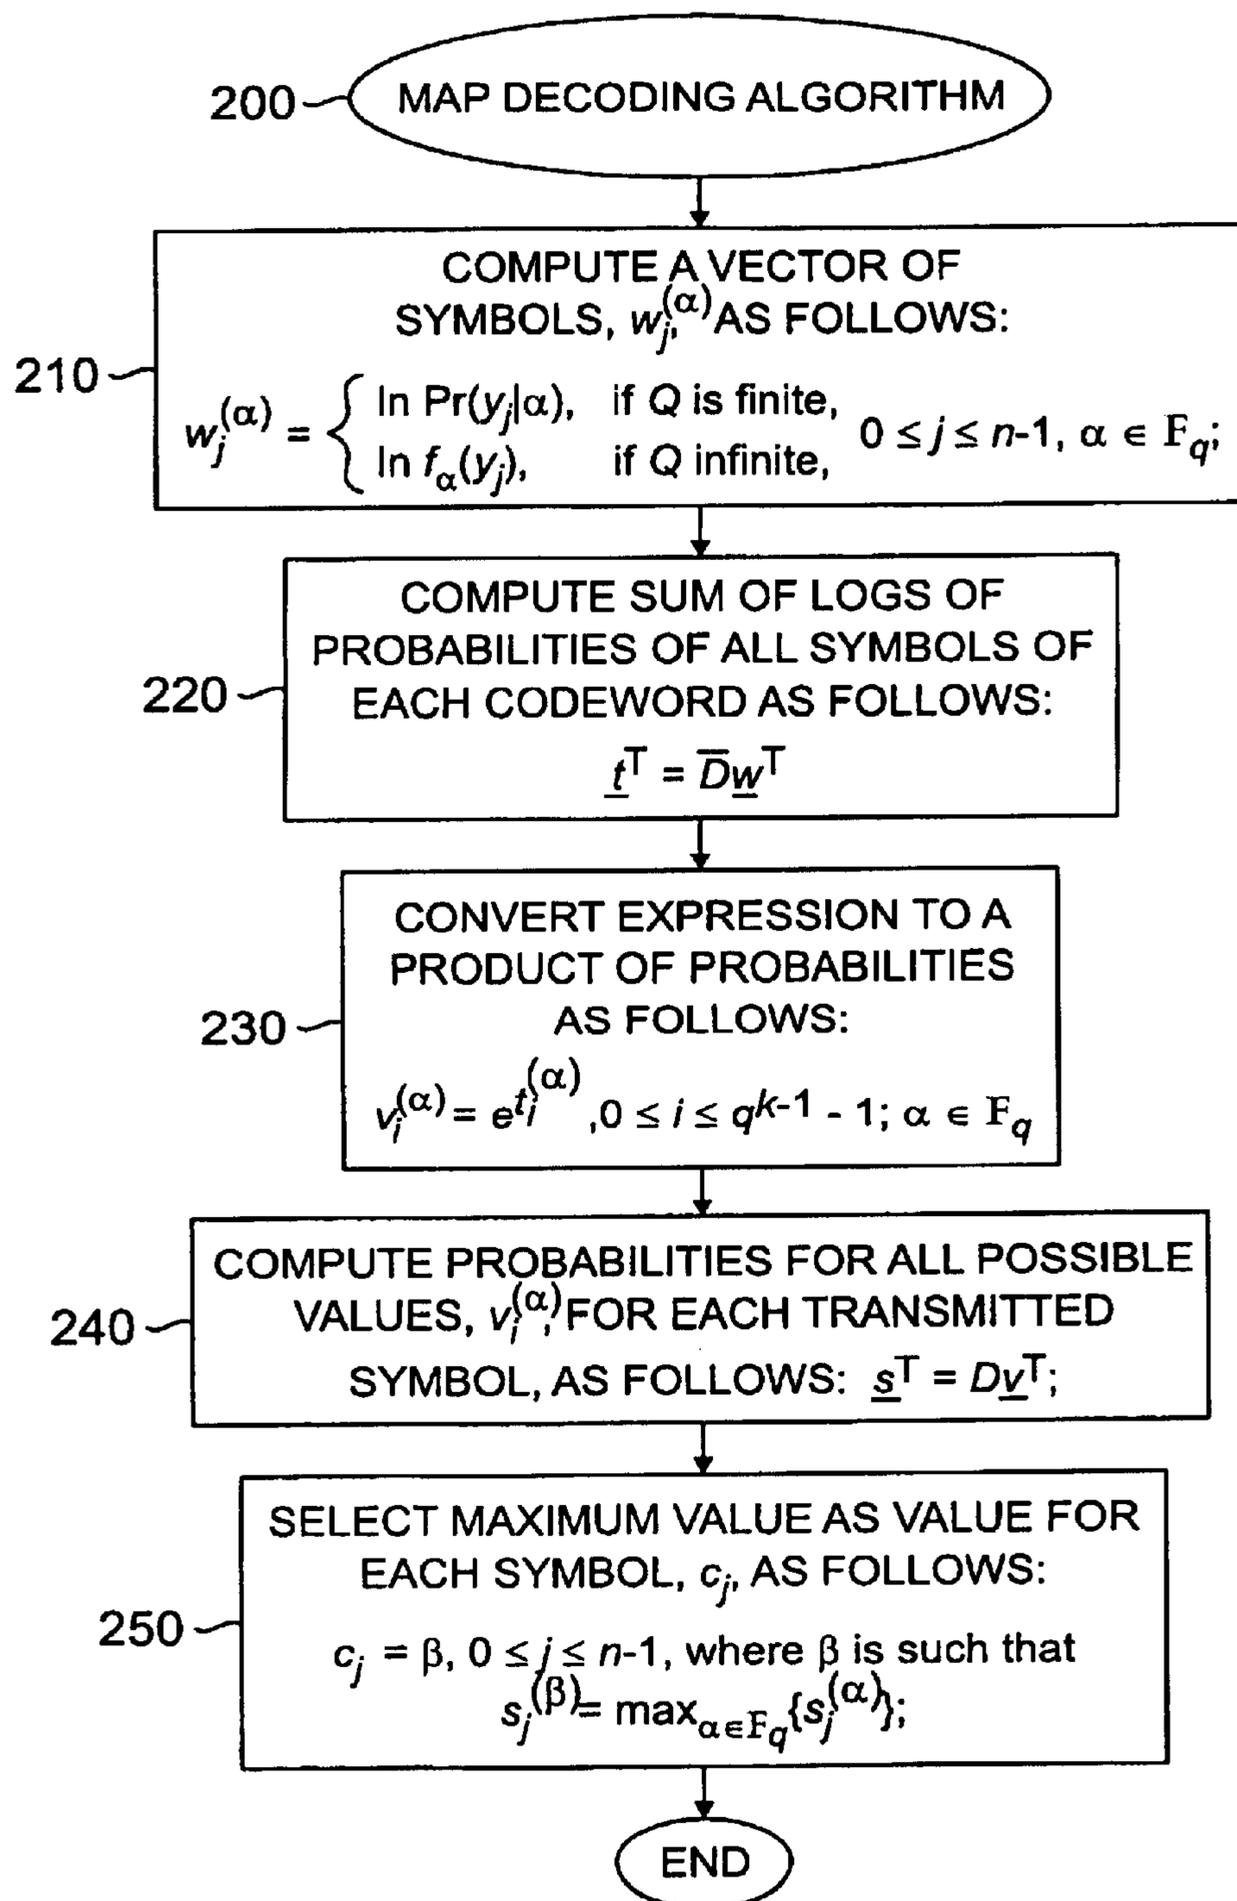 200 MAP DECODING ALGORITHM
COMPUTE A VECTOR OF
SYMBOLS, w_j^(α), AS FOLLOWS:
210
w_j^(α) = { ln Pr(y_j|α), if Q is finite,
ln f_α(y_j), if Q infinite,
0 ≤ j ≤ n-1, α ∈ 𝔽_q;
COMPUTE SUM OF LOGS OF
PROBABILITIES OF ALL SYMBOLS OF
220 EACH CODEWORD AS FOLLOWS:
t̲^T = D̅w̲^T
CONVERT EXPRESSION TO A
PRODUCT OF PROBABILITIES
230 AS FOLLOWS:
v_i^(α) = e^{t_i^(α)}, 0 ≤ i ≤ q^{k-1} - 1; α ∈ 𝔽_q
COMPUTE PROBABILITIES FOR ALL POSSIBLE
240 VALUES, v_i^(α), FOR EACH TRANSMITTED
SYMBOL, AS FOLLOWS: s̲^T = Dv̲^T;
SELECT MAXIMUM VALUE AS VALUE FOR
EACH SYMBOL, c_j, AS FOLLOWS:
250
c_j = β, 0 ≤ j ≤ n-1, where β is such that
s_j^(β) = max_{α∈𝔽_q}{s_j^(α)};
END